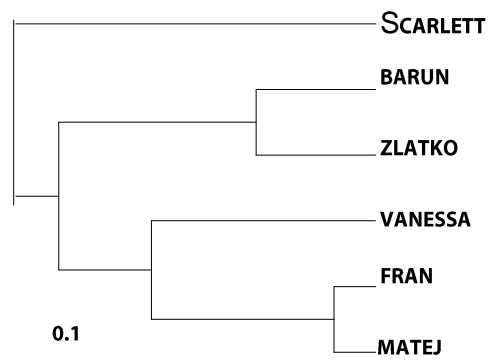 SCARLETT
BARUN
ZLATKO
VANESSA
FRAN
0.1
MATEJ